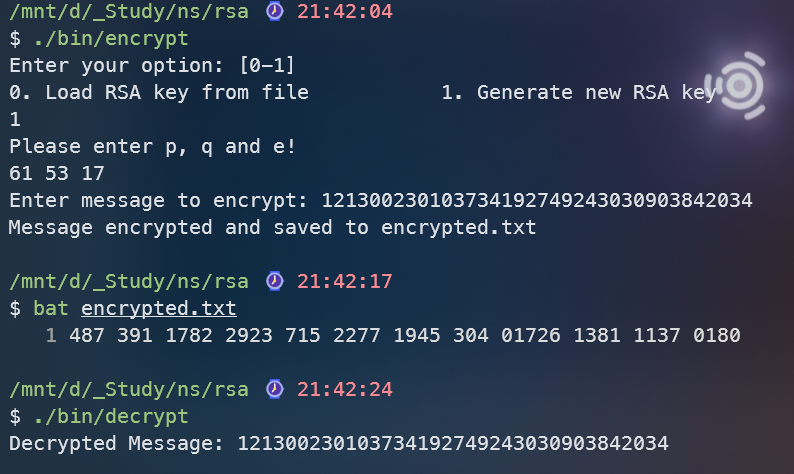 /mnt/d/_Study/ns/rsa 21:42:04
$ ./bin/encrypt
Enter your option: [0-1]
0. Load RSA key from file 1. Generate new RSA key
1
Please enter p, q and e!
61 53 17
Enter message to encrypt: 121300230103734192749243030903842034
Message encrypted and saved to encrypted.txt
/mnt/d/_Study/ns/rsa 21:42:17
$ bat encrypted.txt
1 487 391 1782 2923 715 2277 1945 304 01726 1381 1137 0180
/mnt/d/_Study/ns/rsa 21:42:24
$ ./bin/decrypt
Decrypted Message: 121300230103734192749243030903842034